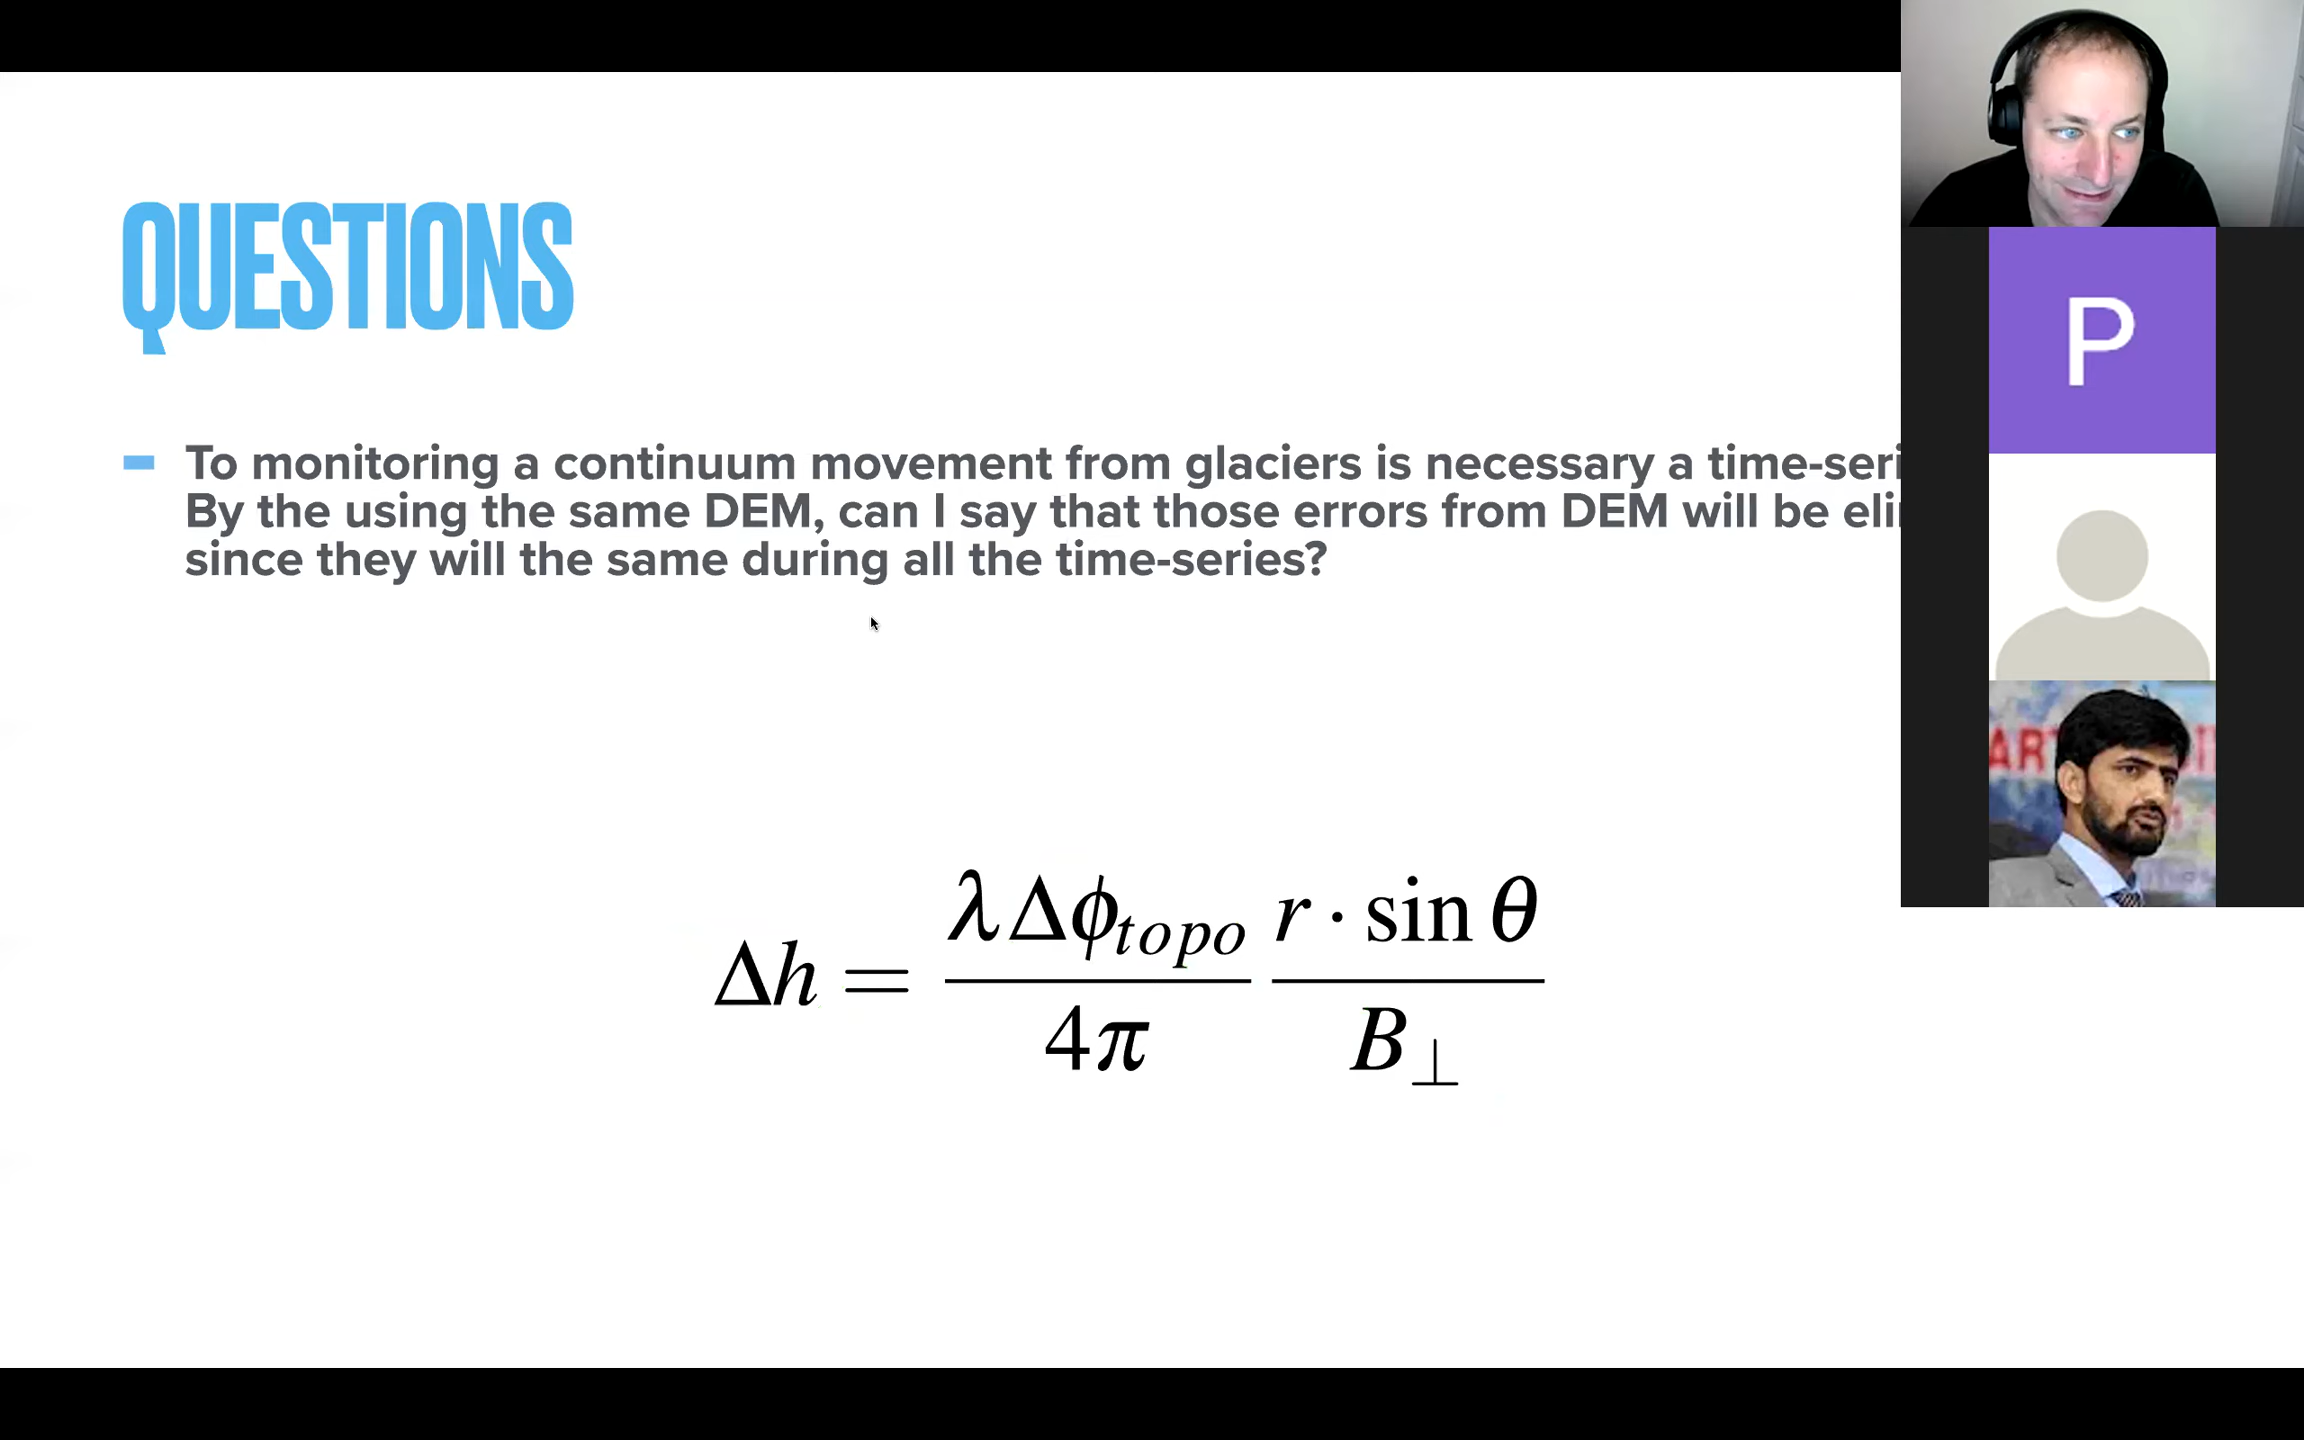 QUESTIONS
To monitoring a continuum movement from glaciers is necessary a time-seri
By the using the same DEM, can I say that those errors from DEM will be eli
since they will the same during all the time-series?
Δh = λΔϕ_topo / 4π · r · sin θ / B⊥
P
ART